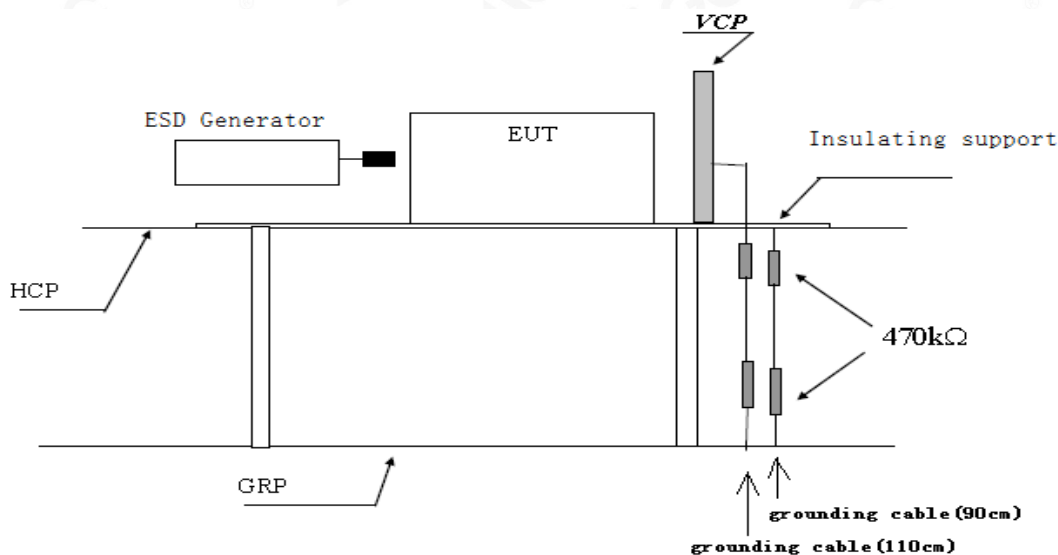 VCP
ESD Generator
EUT
Insulating support
HCP
470kΩ
GRP
grounding cable(90cm)
grounding cable(110cm)